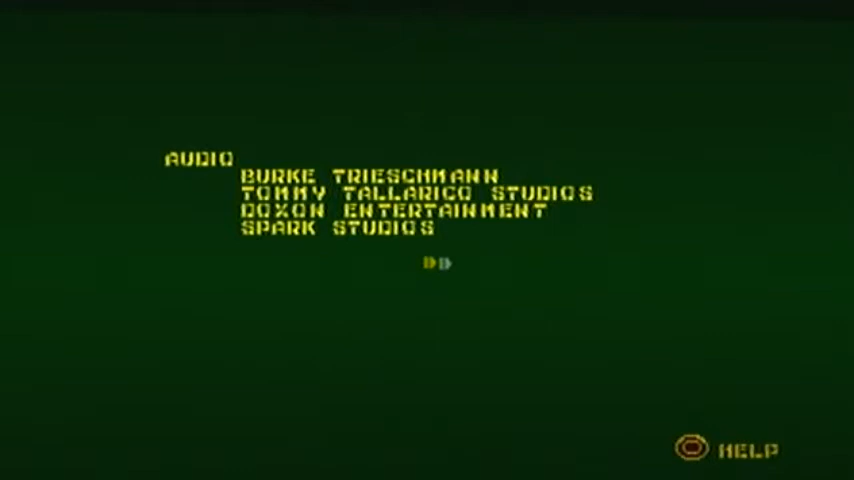 AUDIO
BURKE TRIESCHMANN
TOMMY TALLARICO STUDIOS
DOXON ENTERTAINMENT
SPARK STUDIOS
HELP